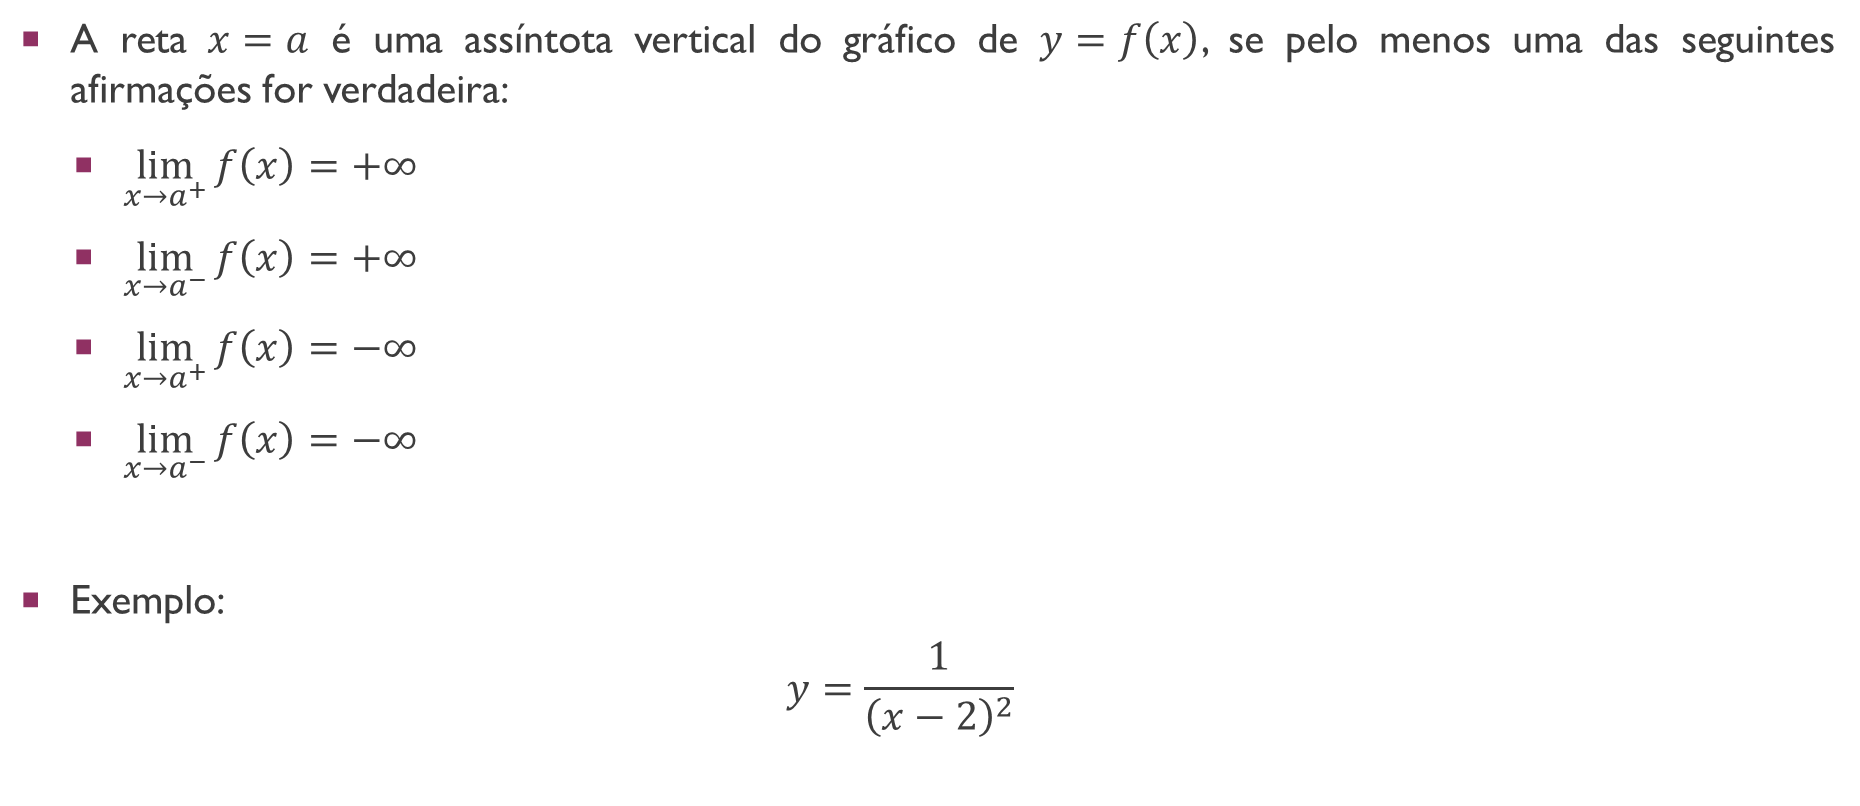 ▪ A reta x = a é uma assíntota vertical do gráfico de y = f(x), se pelo menos uma das seguintes
afirmações for verdadeira:
▪ lim_{x→a⁺} f(x) = +∞
▪ lim_{x→a⁻} f(x) = +∞
▪ lim_{x→a⁺} f(x) = −∞
▪ lim_{x→a⁻} f(x) = −∞
▪ Exemplo:
y = 1/(x − 2)²